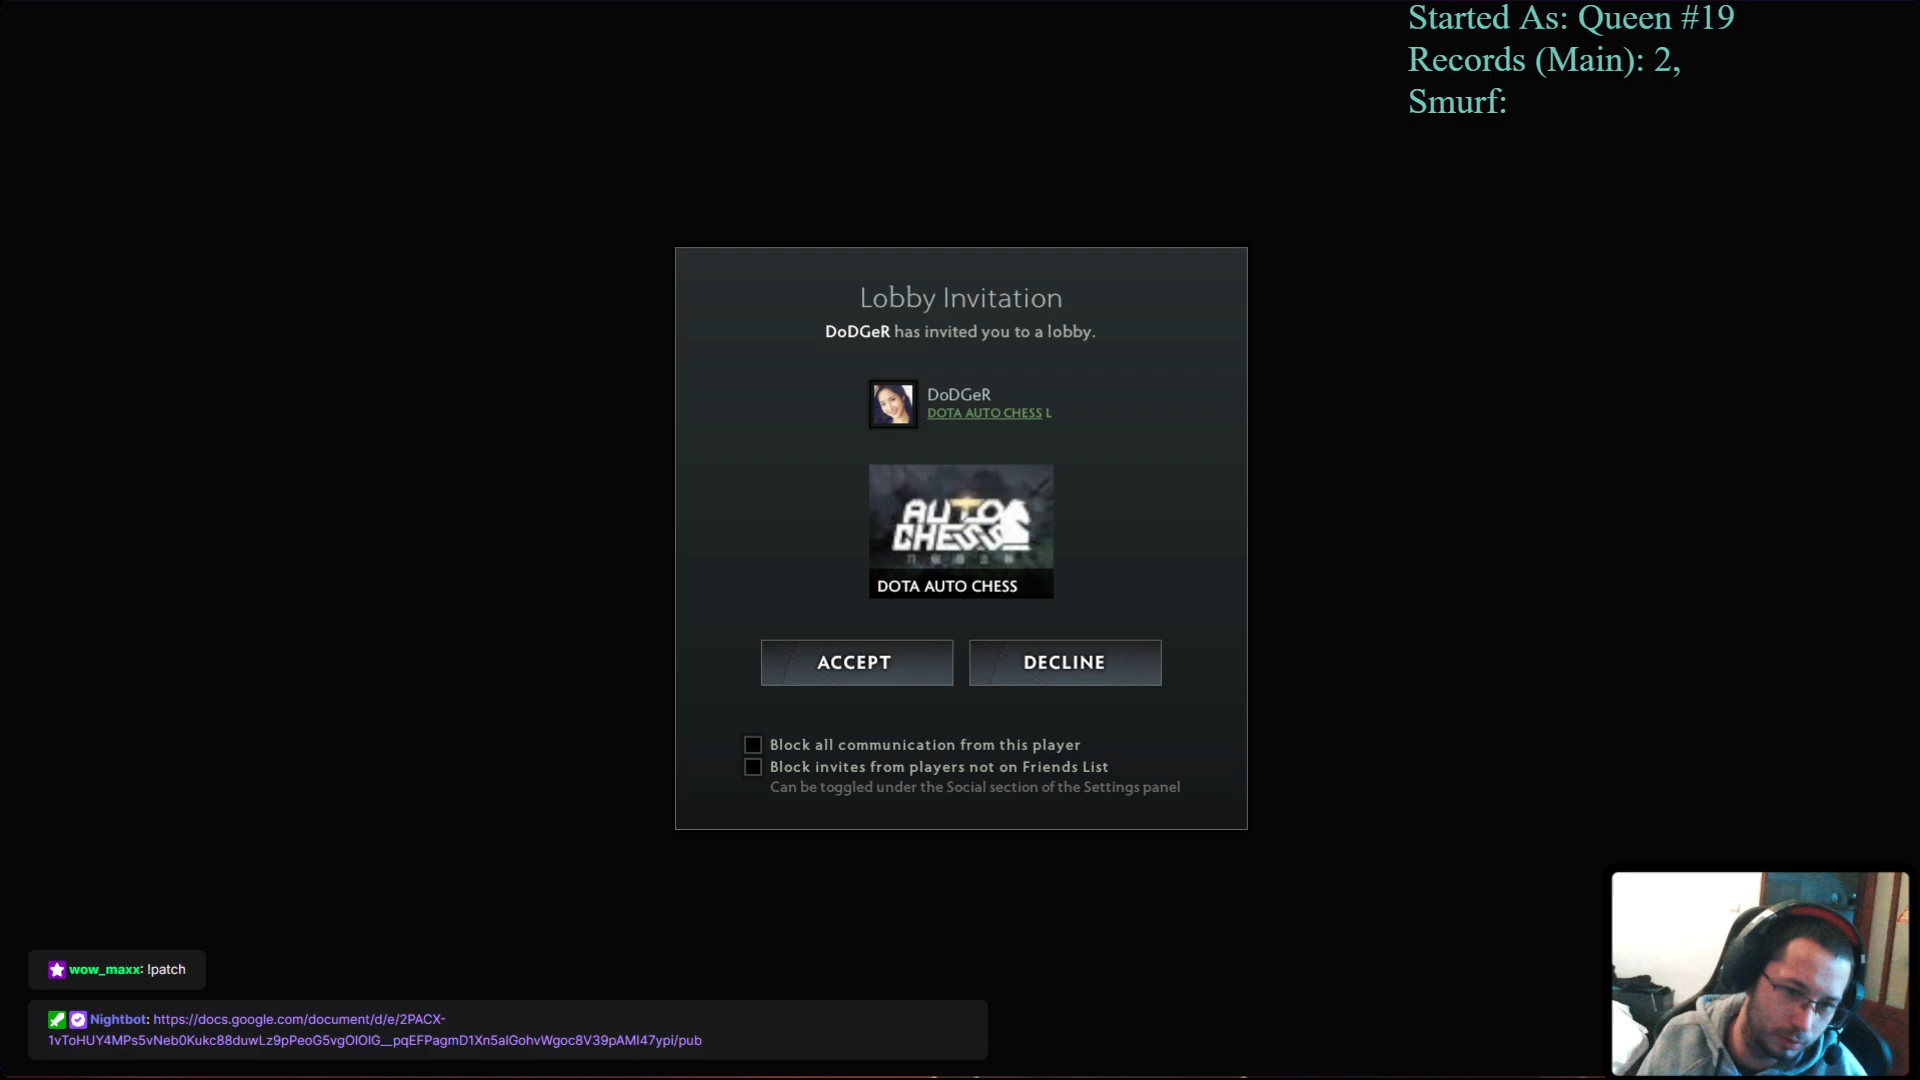 Started As: Queen #19
Records (Main): 2,
Smurf:
Lobby Invitation
DoDGeR has invited you to a lobby.
DoDGeR
DOTA AUTO CHESS L
AUTO
CHESS
DOTA AUTO CHESS
ACCEPT
DECLINE
Block all communication from this player
Block invites from players not on Friends List
Can be toggled under the Social section of the Settings panel
wow_maxx: !patch
Nightbot: https://docs.google.com/document/d/e/2PACX-
1vToHUY4MPs5vNeb0Kukc88duwLz9pPeoG5vgOlOlG__pqEFPagmD1Xn5alGohvWgoc8V39pAMI47ypi/pub